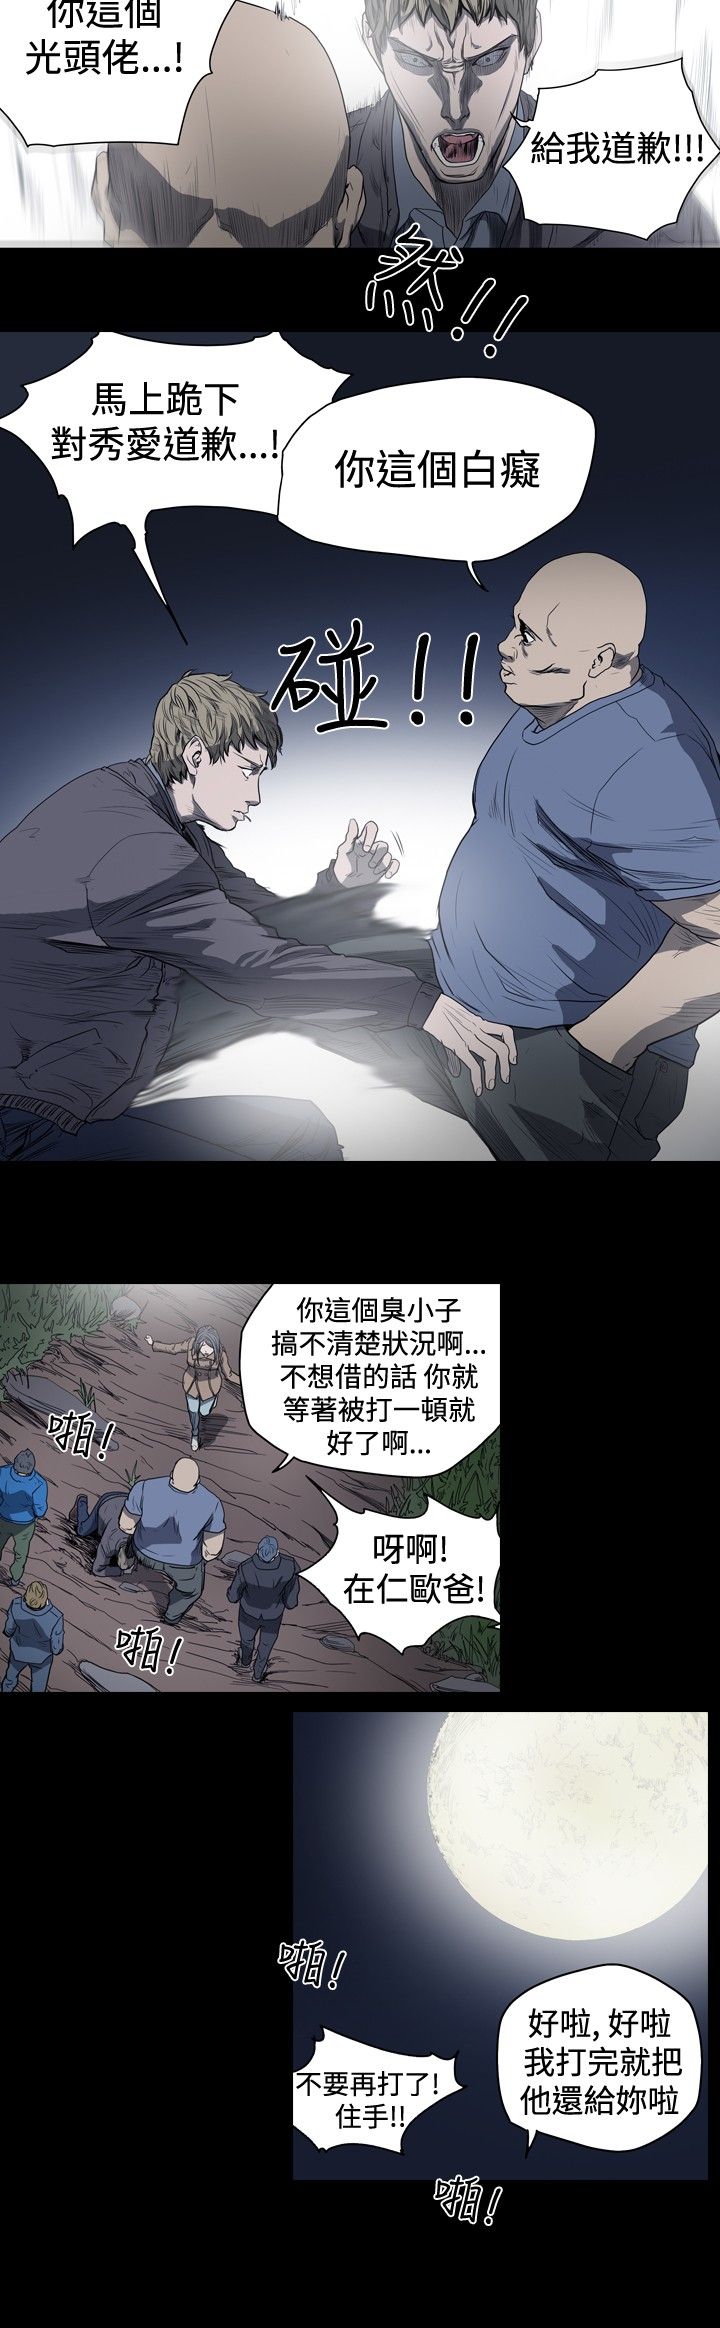 你這個
光頭佬...!
給我道歉!!!
然!!
馬上跪下
對秀愛道歉...!
你這個白癡
碰!!
你這個臭小子
搞不清楚狀況啊...
不想借的話 你就
等著被打一頓就
好了啊...
啪!
呀啊!
在仁歐爸!
啪!
啪!
好啦, 好啦
我打完就把
他還給妳啦
不要再打了!
住手!!
啪!